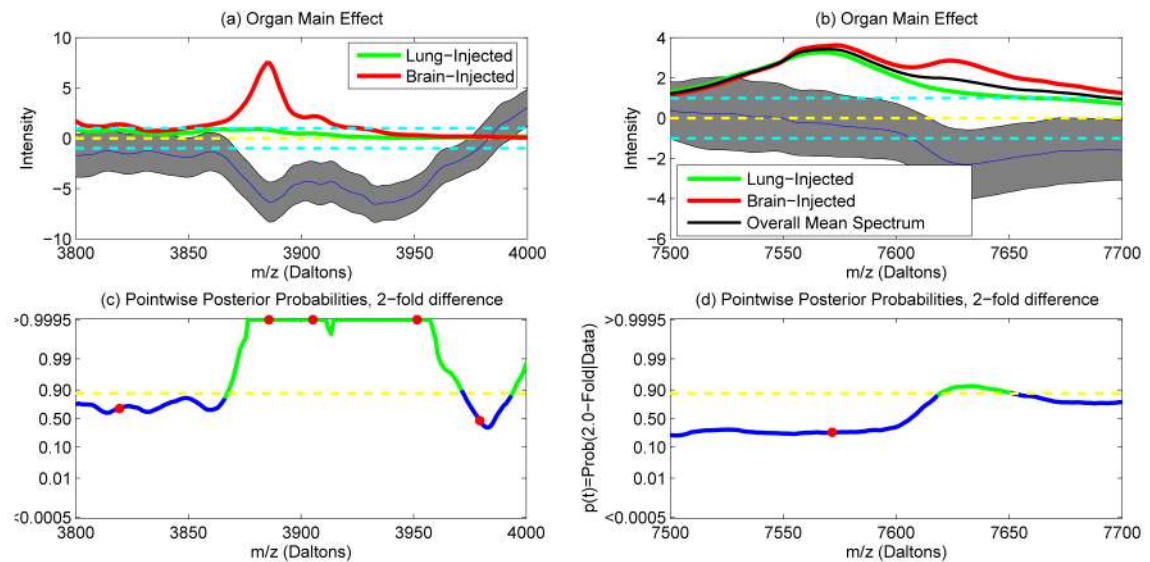 (a) Organ Main Effect
10
5
0
−5
−10
Intensity
Lung−Injected
Brain−Injected
3800
3850
3900
3950
4000
m/z (Daltons)
(b) Organ Main Effect
4
2
0
−2
−4
−6
Intensity
Lung−Injected
Brain−Injected
Overall Mean Spectrum
7500
7550
7600
7650
7700
m/z (Daltons)
(c) Pointwise Posterior Probabilities, 2−fold difference
>0.9995
0.99
0.90
0.50
0.10
0.01
<0.0005
3800
3850
3900
3950
4000
m/z (Daltons)
(d) Pointwise Posterior Probabilities, 2−fold difference
p(t)=Prob(2.0−Fold|Data)
>0.9995
0.99
0.90
0.50
0.10
0.01
<0.0005
7500
7550
7600
7650
7700
m/z (Daltons)